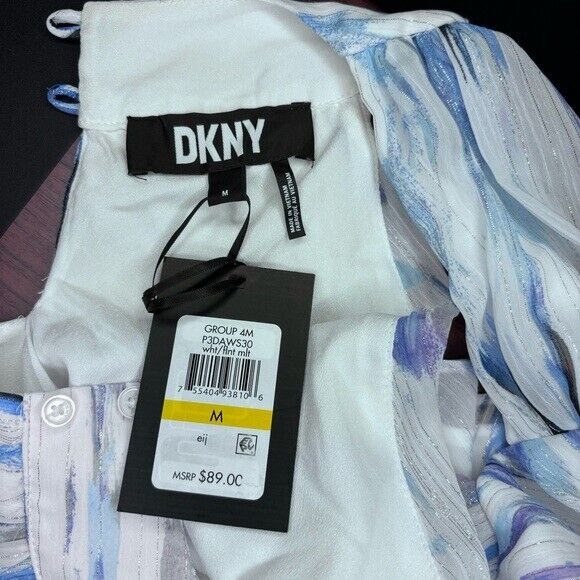 DKNY
M
MADE IN VIETNAM
FABRIQUÉ AU VIETNAM
GROUP 4M
P3DAWS30
wht/flnt mlt
7 55404 93810 6
M
eij
MSRP $89.00